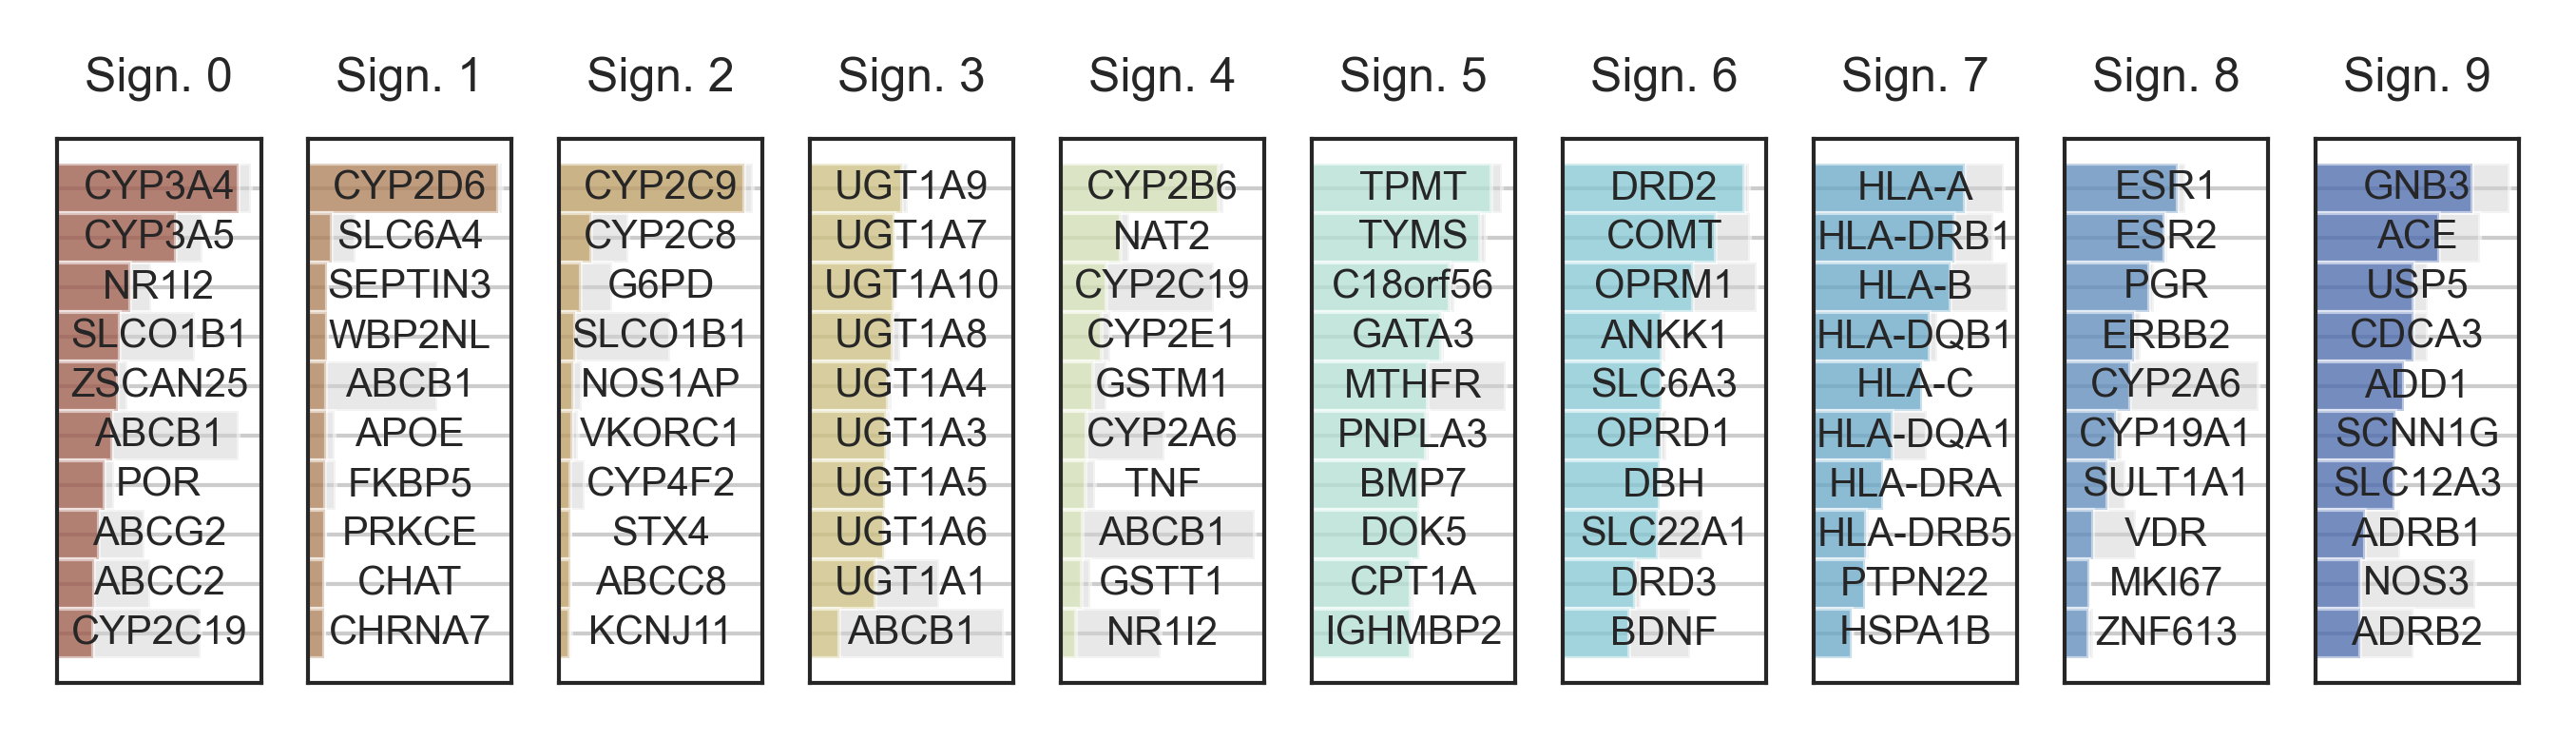 Sign. 0 Sign. 1 Sign. 2 Sign. 3 Sign. 4 Sign. 5 Sign. 6 Sign. 7 Sign. 8 Sign. 9
CYP3A4 CYP2D6 CYP2C9 UGT1A9 CYP2B6 TPMT DRD2 HLA-A ESR1 GNB3
CYP3A5 SLC6A4 CYP2C8 UGT1A7 NAT2 TYMS COMT HLA-DRB1 ESR2 ACE
NR1I2 SEPTIN3 G6PD UGT1A10 CYP2C19 C18orf56 OPRM1 HLA-B PGR USP5
SLCO1B1 WBP2NL SLCO1B1 UGT1A8 CYP2E1 GATA3 ANKK1 HLA-DQB1 ERBB2 CDCA3
ZSCAN25 ABCB1 NOS1AP UGT1A4 GSTM1 MTHFR SLC6A3 HLA-C CYP2A6 ADD1
ABCB1 APOE VKORC1 UGT1A3 CYP2A6 PNPLA3 OPRD1 HLA-DQA1 CYP19A1 SCNN1G
POR FKBP5 CYP4F2 UGT1A5 TNF BMP7 DBH HLA-DRA SULT1A1 SLC12A3
ABCG2 PRKCE STX4 UGT1A6 ABCB1 DOK5 SLC22A1 HLA-DRB5 VDR ADRB1
ABCC2 CHAT ABCC8 UGT1A1 GSTT1 CPT1A DRD3 PTPN22 MKI67 NOS3
CYP2C19 CHRNA7 KCNJ11 ABCB1 NR1I2 IGHMBP2 BDNF HSPA1B ZNF613 ADRB2